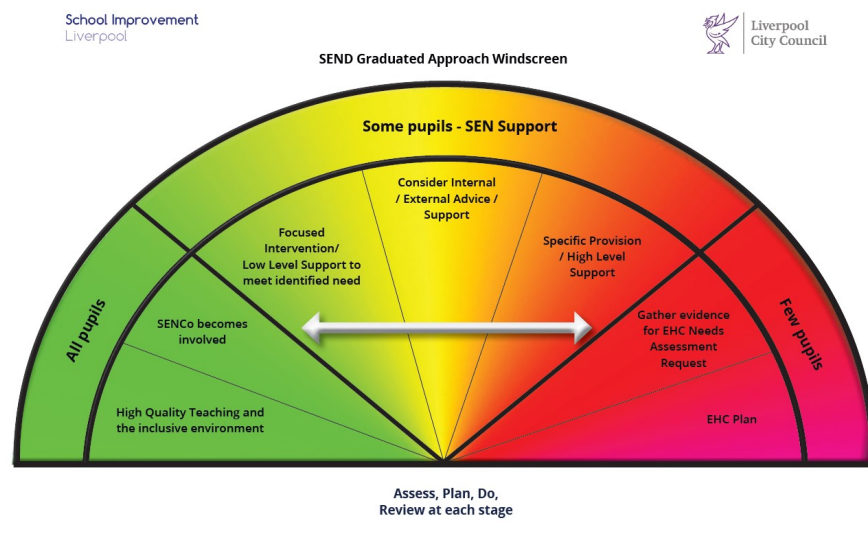 School Improvement
Liverpool
Liverpool
City Council
SEND Graduated Approach Windscreen
Some pupils - SEN Support
Consider Internal
/ External Advice /
Support
Focused
Intervention/
Low Level Support to
meet identified need
Specific Provision
/ High Level
Support
All pupils
SENCo becomes
involved
Gather evidence
for EHC Needs
Assessment
Request
Few pupils
High Quality Teaching and
the inclusive environment
EHC Plan
Assess, Plan, Do,
Review at each stage